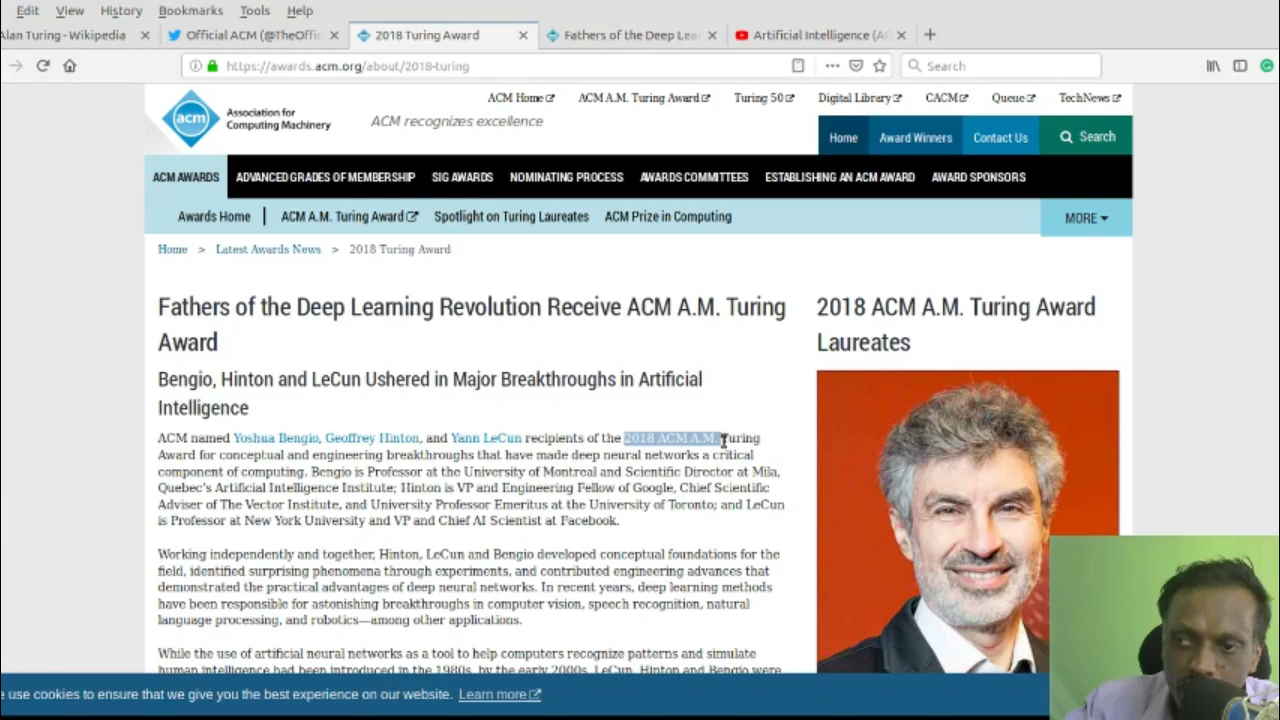 Edit View History Bookmarks Tools Help
Alan Turing - Wikipedia Official ACM (@TheOffic 2018 Turing Award Fathers of the Deep Lea Artificial Intelligence (AI
https://awards.acm.org/about/2018-turing Search
ACM Home ACM A.M. Turing Award Turing 50 Digital Library CACM Queue TechNews
acm Association for
Computing Machinery
ACM recognizes excellence
Home Award Winners Contact Us Search
ACM AWARDS ADVANCED GRADES OF MEMBERSHIP SIG AWARDS NOMINATING PROCESS AWARDS COMMITTEES ESTABLISHING AN ACM AWARD AWARD SPONSORS
Awards Home ACM A.M. Turing Award Spotlight on Turing Laureates ACM Prize in Computing MORE
Home > Latest Awards News > 2018 Turing Award
Fathers of the Deep Learning Revolution Receive ACM A.M. Turing
Award
2018 ACM A.M. Turing Award
Laureates
Bengio, Hinton and LeCun Ushered in Major Breakthroughs in Artificial
Intelligence
ACM named Yoshua Bengio, Geoffrey Hinton, and Yann LeCun recipients of the 2018 ACM A.M. Turing
Award for conceptual and engineering breakthroughs that have made deep neural networks a critical
component of computing. Bengio is Professor at the University of Montreal and Scientific Director at Mila,
Quebec's Artificial Intelligence Institute; Hinton is VP and Engineering Fellow of Google, Chief Scientific
Adviser of The Vector Institute, and University Professor Emeritus at the University of Toronto; and LeCun
is Professor at New York University and VP and Chief AI Scientist at Facebook.
Working independently and together, Hinton, LeCun and Bengio developed conceptual foundations for the
field, identified surprising phenomena through experiments, and contributed engineering advances that
demonstrated the practical advantages of deep neural networks. In recent years, deep learning methods
have been responsible for astonishing breakthroughs in computer vision, speech recognition, natural
language processing, and robotics—among other applications.
While the use of artificial neural networks as a tool to help computers recognize patterns and simulate
human intelligence had been introduced in the 1980s, by the early 2000s, LeCun, Hinton and Bengio were
e use cookies to ensure that we give you the best experience on our website. Learn more